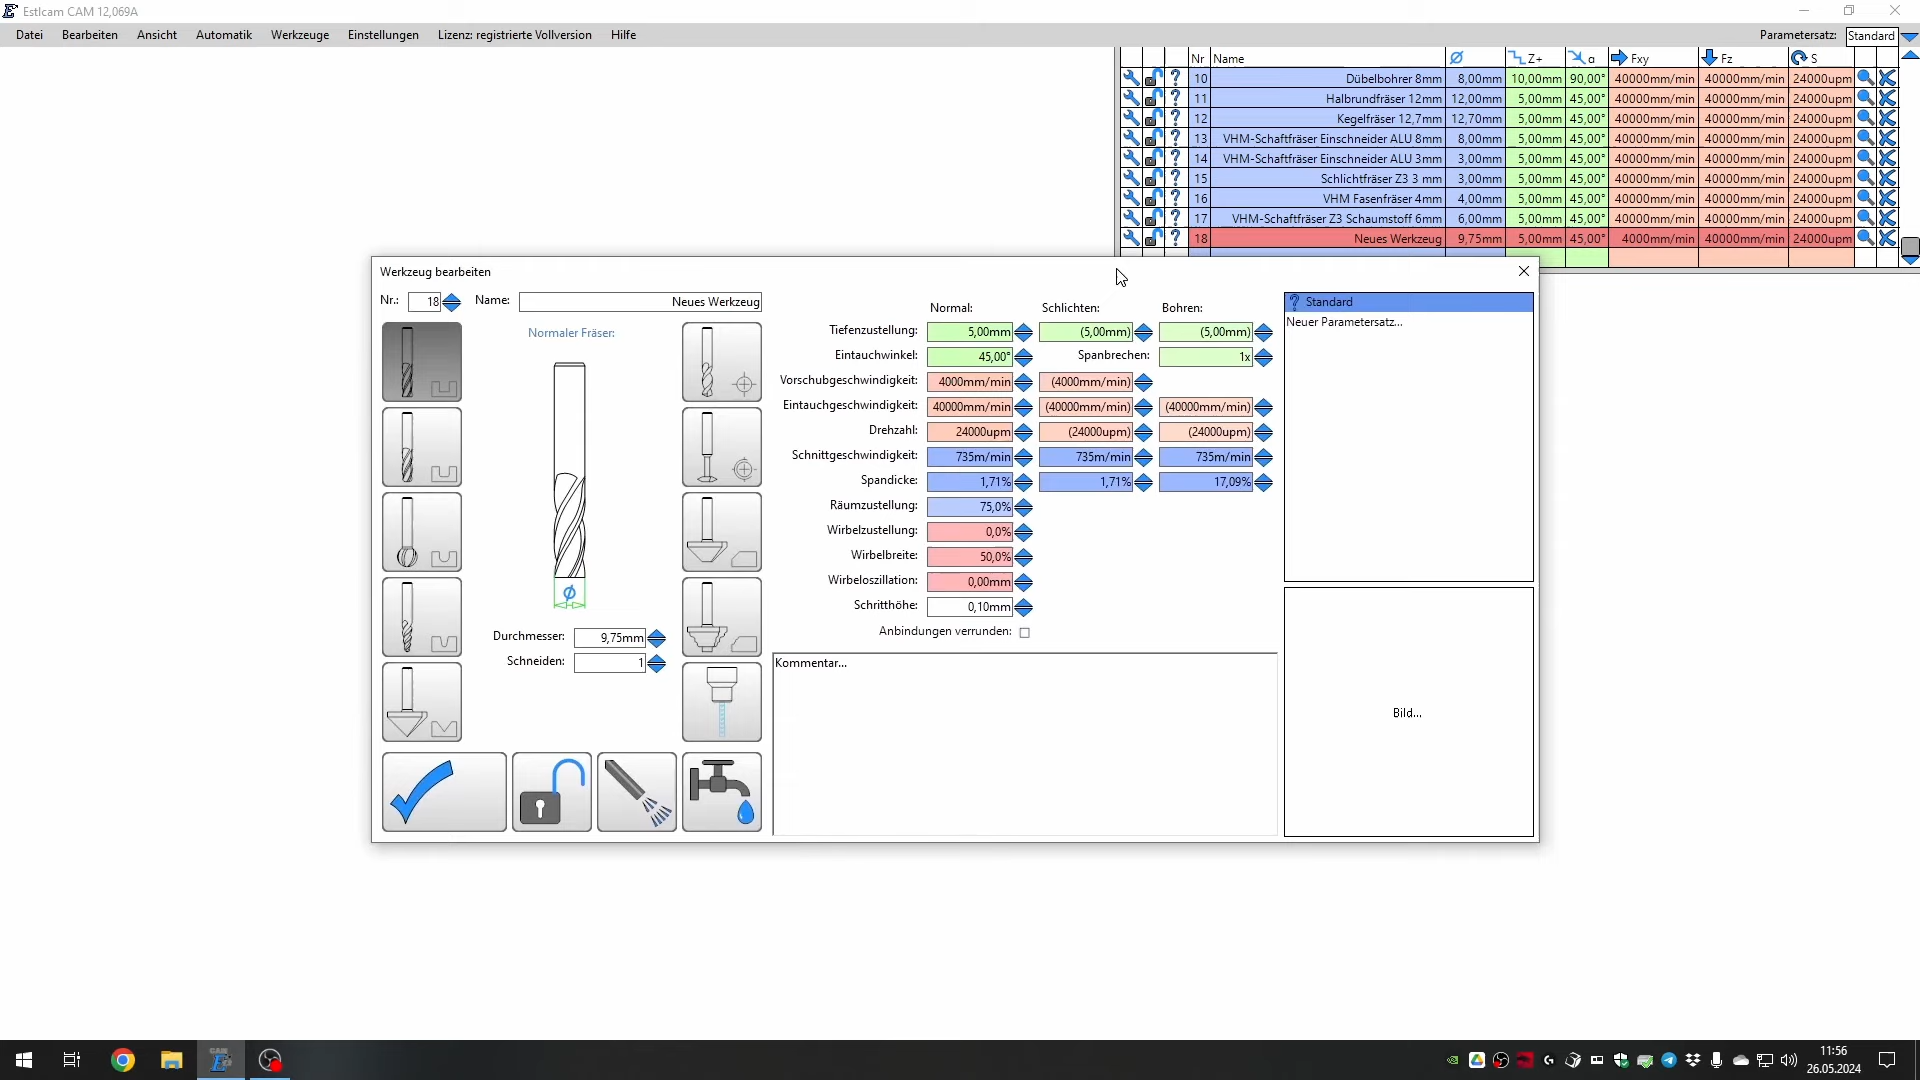 Estlcam CAM 12,069A
Datei Bearbeiten Ansicht Automatik Werkzeuge Einstellungen Lizenz: registrierte Vollversion Hilfe Parametersatz: Standard
Nr Name Ø Z+ α Fxy Fz S
10 Dübelbohrer 8mm 8,00mm 10,00mm 90,00° 40000mm/min 40000mm/min 24000upm
11 Halbrundfräser 12mm 12,00mm 5,00mm 45,00° 40000mm/min 40000mm/min 24000upm
12 Kegelfräser 12,7mm 12,70mm 5,00mm 45,00° 40000mm/min 40000mm/min 24000upm
13 VHM-Schaftfräser Einschneider ALU 8mm 8,00mm 5,00mm 45,00° 40000mm/min 40000mm/min 24000upm
14 VHM-Schaftfräser Einschneider ALU 3mm 3,00mm 5,00mm 45,00° 40000mm/min 40000mm/min 24000upm
15 Schlichtfräser Z3 3 mm 3,00mm 5,00mm 45,00° 40000mm/min 40000mm/min 24000upm
16 VHM Fasenfräser 4mm 4,00mm 5,00mm 45,00° 40000mm/min 40000mm/min 24000upm
17 VHM-Schaftfräser Z3 Schaumstoff 6mm 6,00mm 5,00mm 45,00° 40000mm/min 40000mm/min 24000upm
18 Neues Werkzeug 9,75mm 5,00mm 45,00° 4000mm/min 40000mm/min 24000upm
Werkzeug bearbeiten
Nr.: 18 Name: Neues Werkzeug
Normaler Fräser:
Ø
Durchmesser: 9,75mm
Schneiden: 1
Normal: Schlichten: Bohren:
Tiefenzustellung: 5,00mm (5,00mm) (5,00mm)
Eintauchwinkel: 45,00° Spanbrechen: 1x
Vorschubgeschwindigkeit: 4000mm/min (4000mm/min)
Eintauchgeschwindigkeit: 40000mm/min (40000mm/min) (40000mm/min)
Drehzahl: 24000upm (24000upm) (24000upm)
Schnittgeschwindigkeit: 735m/min 735m/min 735m/min
Spandicke: 1,71% 1,71% 17,09%
Räumzustellung: 75,0%
Wirbelzustellung: 0,0%
Wirbelbreite: 50,0%
Wirbeloszillation: 0,00mm
Schritthöhe: 0,10mm
Anbindungen verrunden:
Kommentar...
? Standard
Neuer Parametersatz...
Bild...
CAM
11:56
26.05.2024